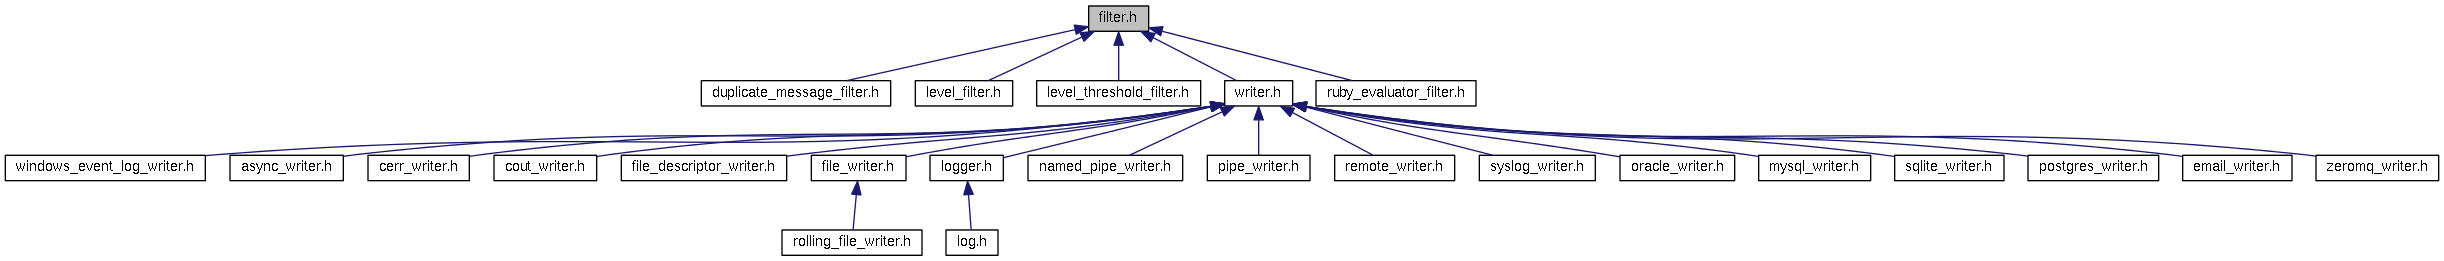 filter.h
duplicate_message_filter.h
level_filter.h
level_threshold_filter.h
writer.h
ruby_evaluator_filter.h
windows_event_log_writer.h
async_writer.h
cerr_writer.h
cout_writer.h
file_descriptor_writer.h
file_writer.h
logger.h
named_pipe_writer.h
pipe_writer.h
remote_writer.h
syslog_writer.h
oracle_writer.h
mysql_writer.h
sqlite_writer.h
postgres_writer.h
email_writer.h
zeromq_writer.h
rolling_file_writer.h
log.h